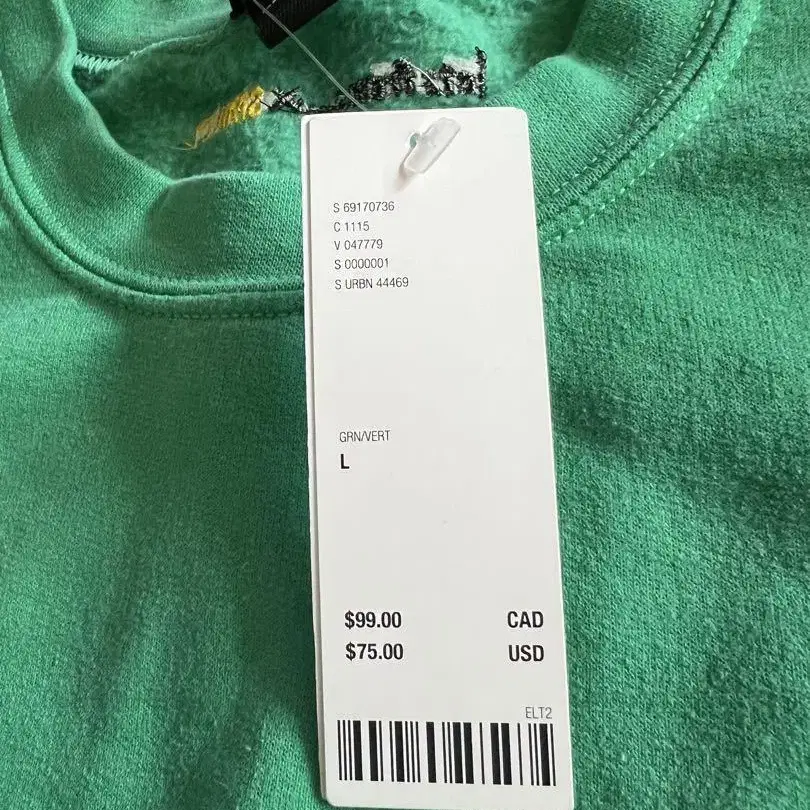 S 69170736
C 1115
V 047779
S 0000001
S URBN 44469
GRN/VERT
L
$99.00 CAD
$75.00 USD
ELT2